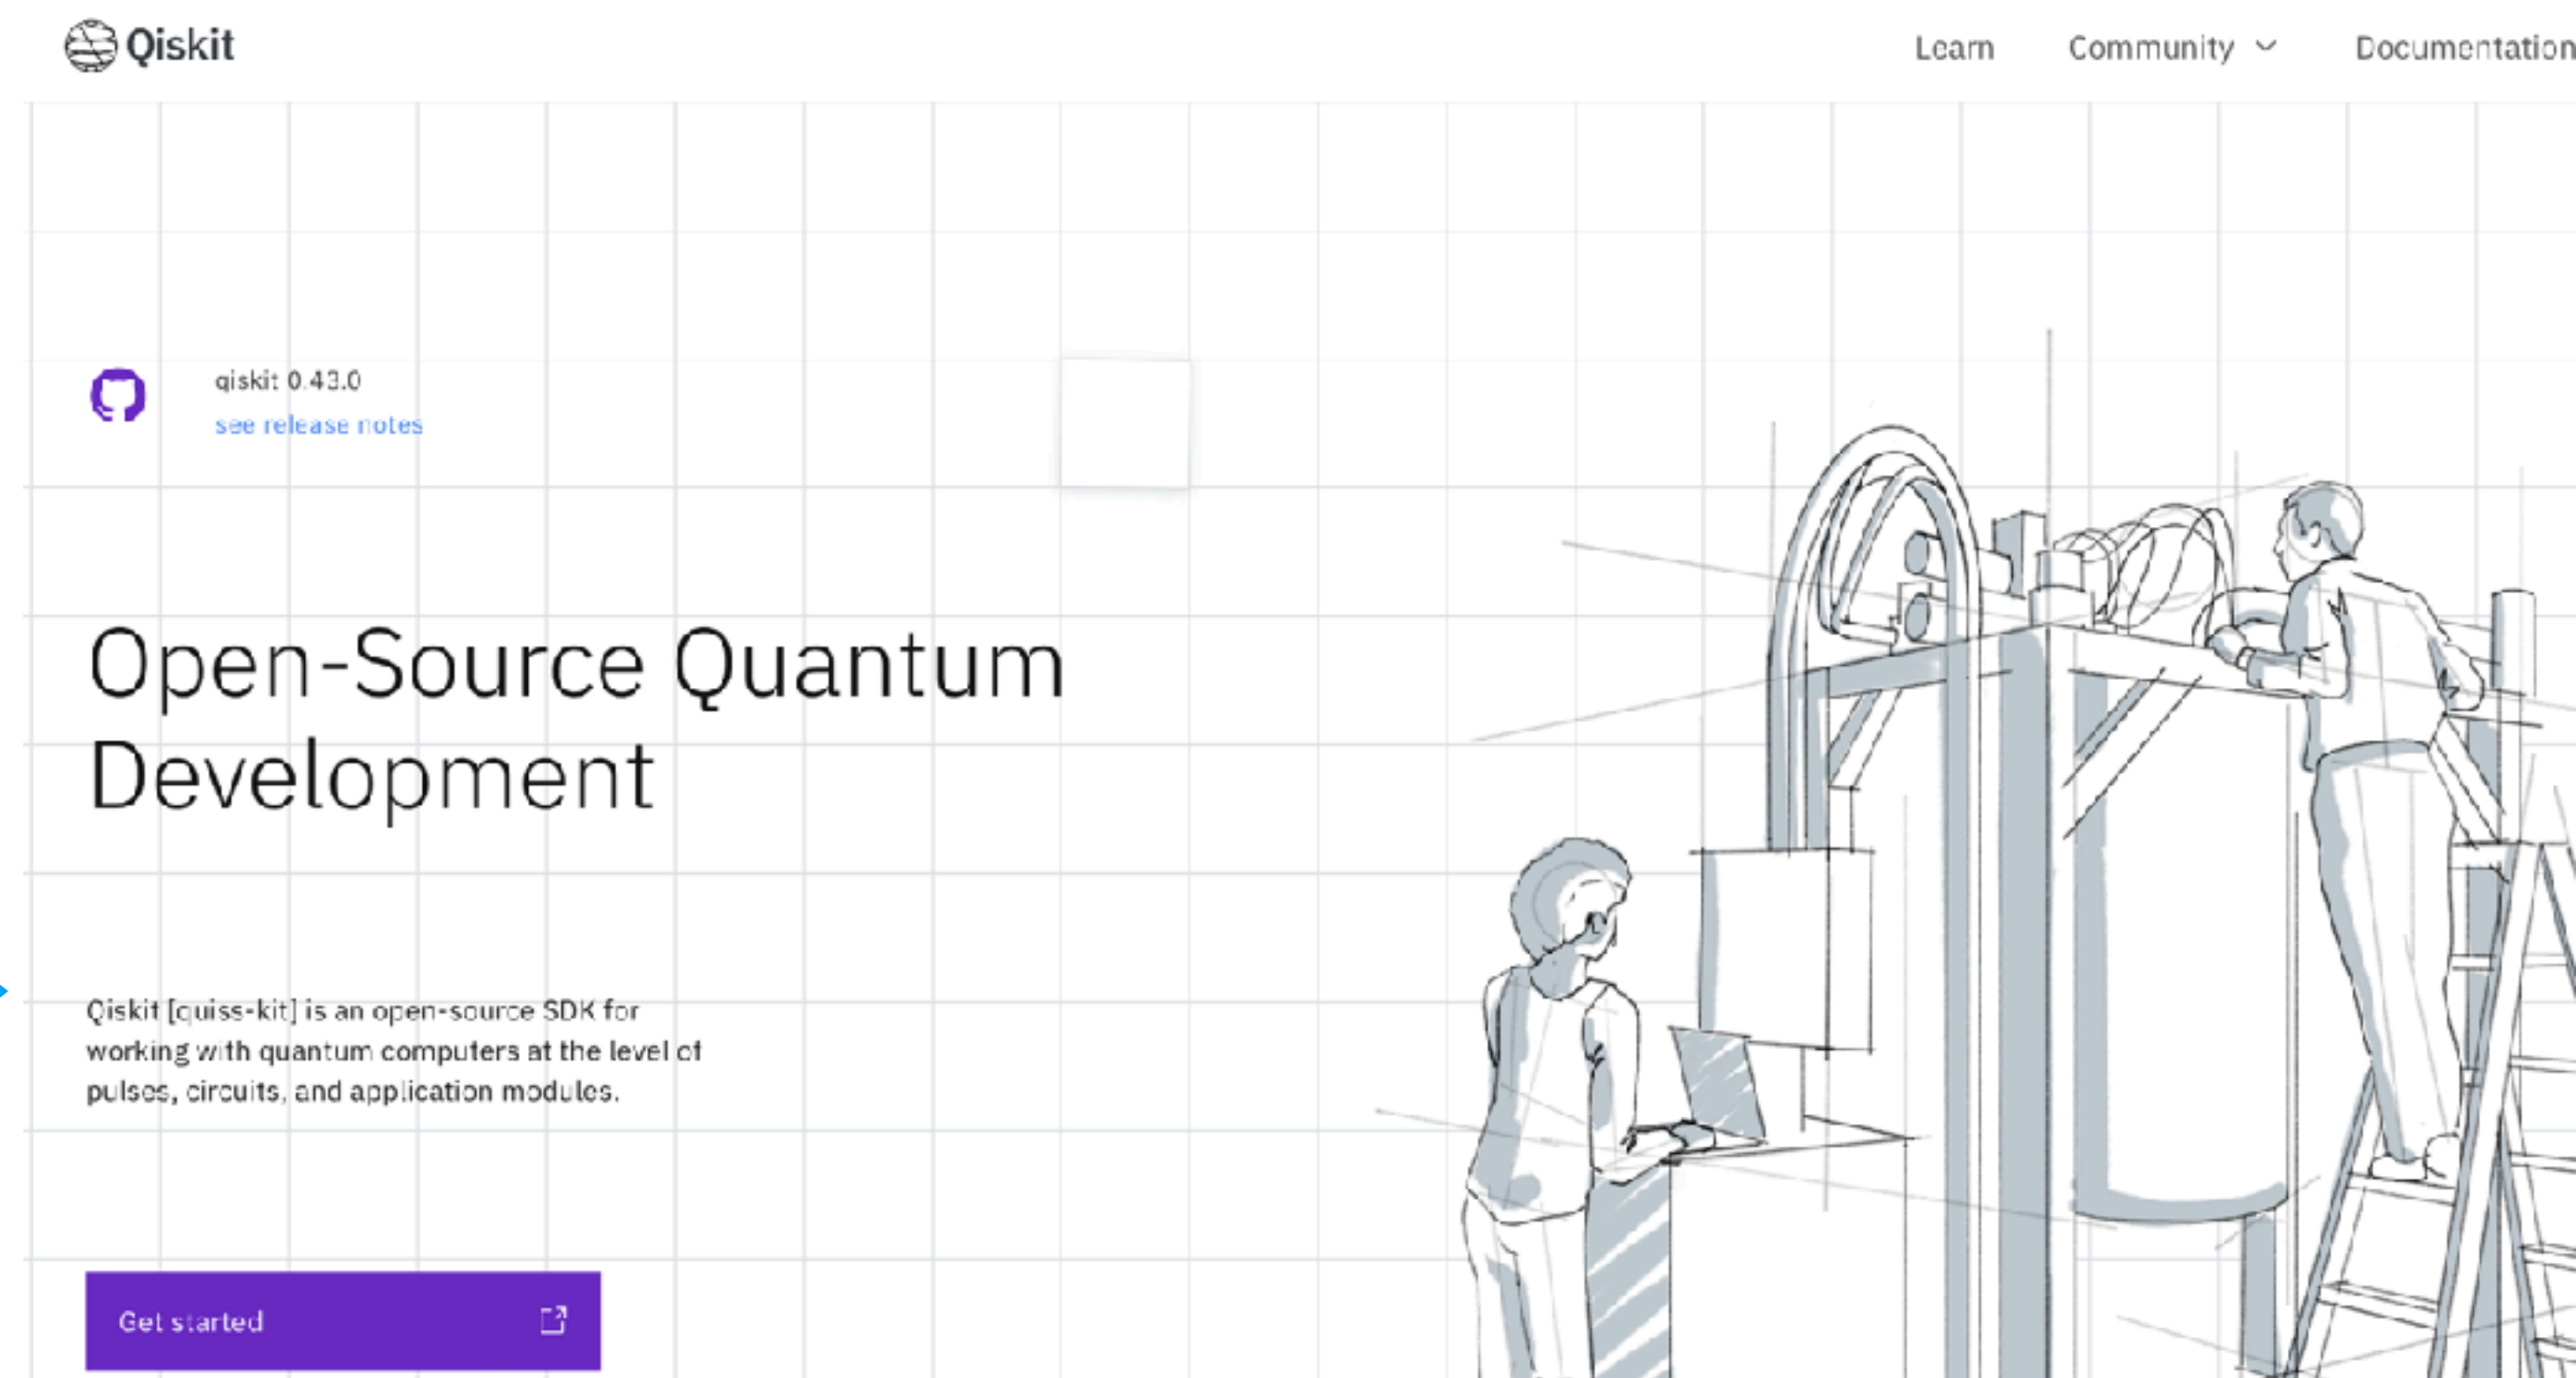 Qiskit
Learn Community Documentation
qiskit 0.43.0
see release notes
Open-Source Quantum
Development
Qiskit [quiss-kit] is an open-source SDK for
working with quantum computers at the level of
pulses, circuits, and application modules.
Get started